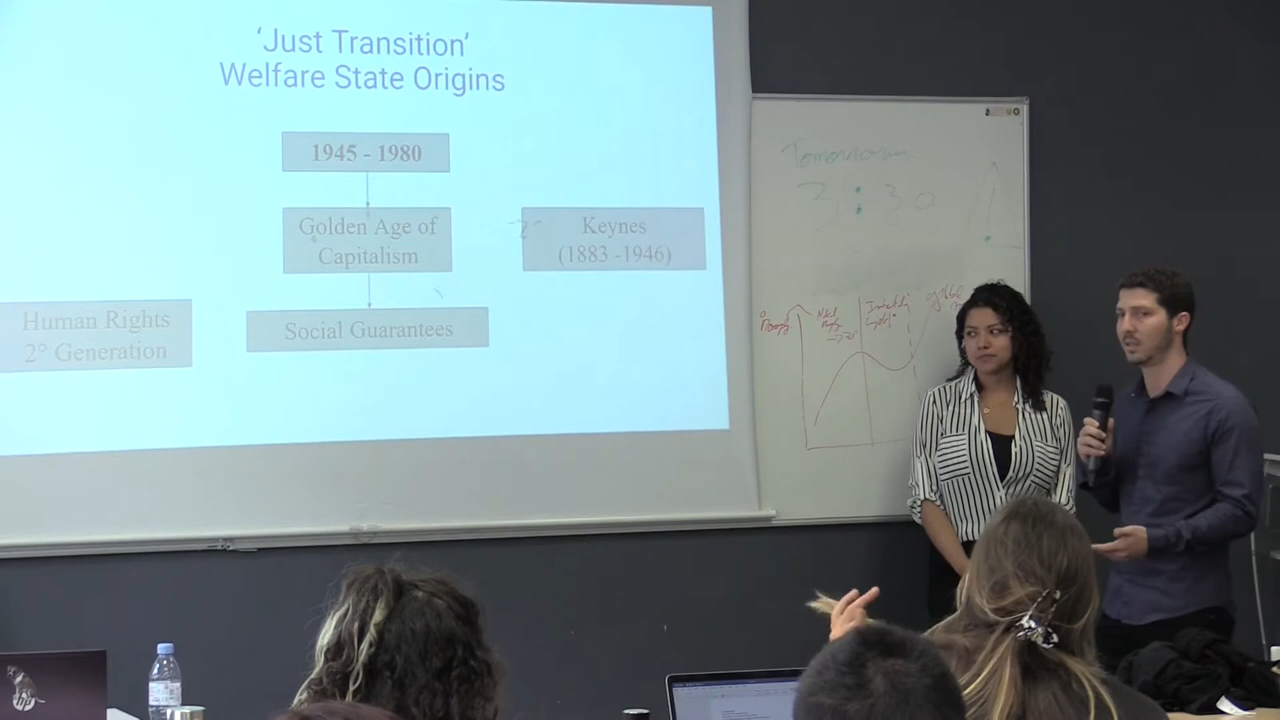 ‘Just Transition’
Welfare State Origins
1945 - 1980
Golden Age of
Capitalism
Keynes
(1883 -1946)
Human Rights
2° Generation
Social Guarantees
Tomorrow
3:30
hp